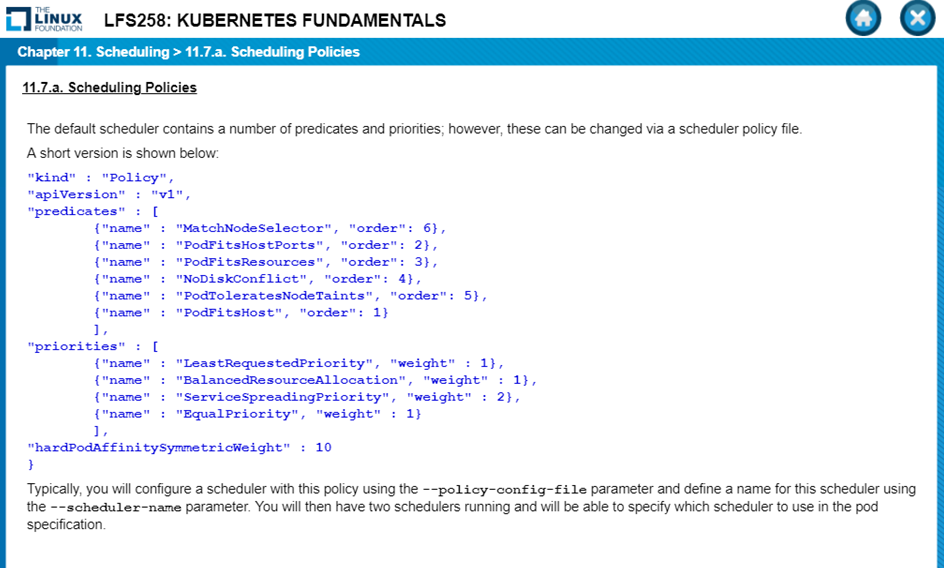 THE
LINUX
FOUNDATION
LFS258: KUBERNETES FUNDAMENTALS
Chapter 11. Scheduling > 11.7.a. Scheduling Policies
11.7.a. Scheduling Policies
The default scheduler contains a number of predicates and priorities; however, these can be changed via a scheduler policy file.
A short version is shown below:
"kind" : "Policy",
"apiVersion" : "v1",
"predicates" : [
        {"name" : "MatchNodeSelector", "order": 6},
        {"name" : "PodFitsHostPorts", "order": 2},
        {"name" : "PodFitsResources", "order": 3},
        {"name" : "NoDiskConflict", "order": 4},
        {"name" : "PodToleratesNodeTaints", "order": 5},
        {"name" : "PodFitsHost", "order": 1}
        ],
"priorities" : [
        {"name" : "LeastRequestedPriority", "weight" : 1},
        {"name" : "BalancedResourceAllocation", "weight" : 1},
        {"name" : "ServiceSpreadingPriority", "weight" : 2},
        {"name" : "EqualPriority", "weight" : 1}
        ],
"hardPodAffinitySymmetricWeight" : 10
}
Typically, you will configure a scheduler with this policy using the --policy-config-file parameter and define a name for this scheduler using
the --scheduler-name parameter. You will then have two schedulers running and will be able to specify which scheduler to use in the pod
specification.